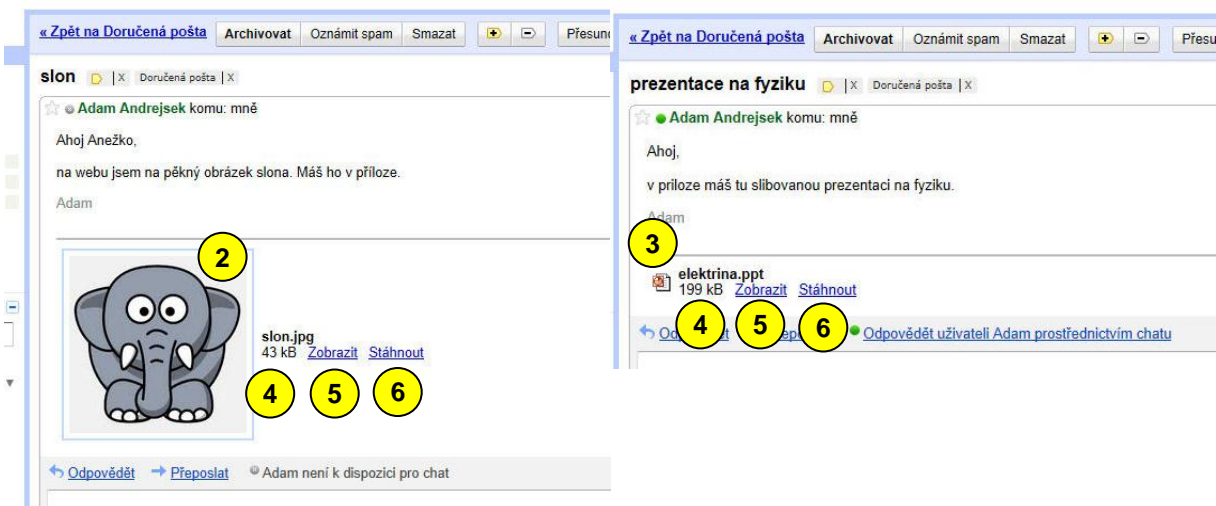 « Zpět na Doručená pošta Archivovat Oznámit spam Smazat
slon X Doručená pošta X
Adam Andrejsek komu: mně
Ahoj Anežko,
na webu jsem na pěkný obrázek slona. Máš ho v příloze.
Adam
2
slon.jpg
43 kB Zobrazit Stáhnout
4 5 6
Odpovědět Přeposlat Adam není k dispozici pro chat
« Zpět na Doručená pošta Archivovat Oznámit spam Smazat
prezentace na fyziku X Doručená pošta X
Adam Andrejsek komu: mně
Ahoj,
v priloze máš tu slibovanou prezentaci na fyziku.
Adam
3
elektrina.ppt
199 kB Zobrazit Stáhnout
4 5 6
Odpovědět uživateli Adam prostřednictvím chatu